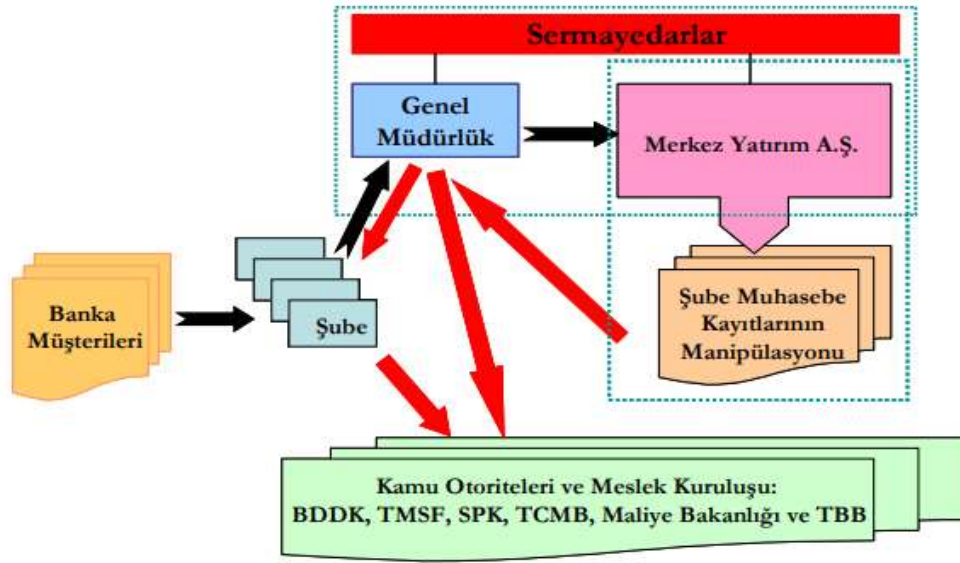 Sermayedarlar
Genel
Müdürlük
Merkez Yatırım A.Ş.
Banka
Müşterileri
Şube
Şube Muhasebe
Kayıtlarının
Manipülasyonu
Kamu Otoriteleri ve Meslek Kuruluşu:
BDDK, TMSF, SPK, TCMB, Maliye Bakanlığı ve TBB